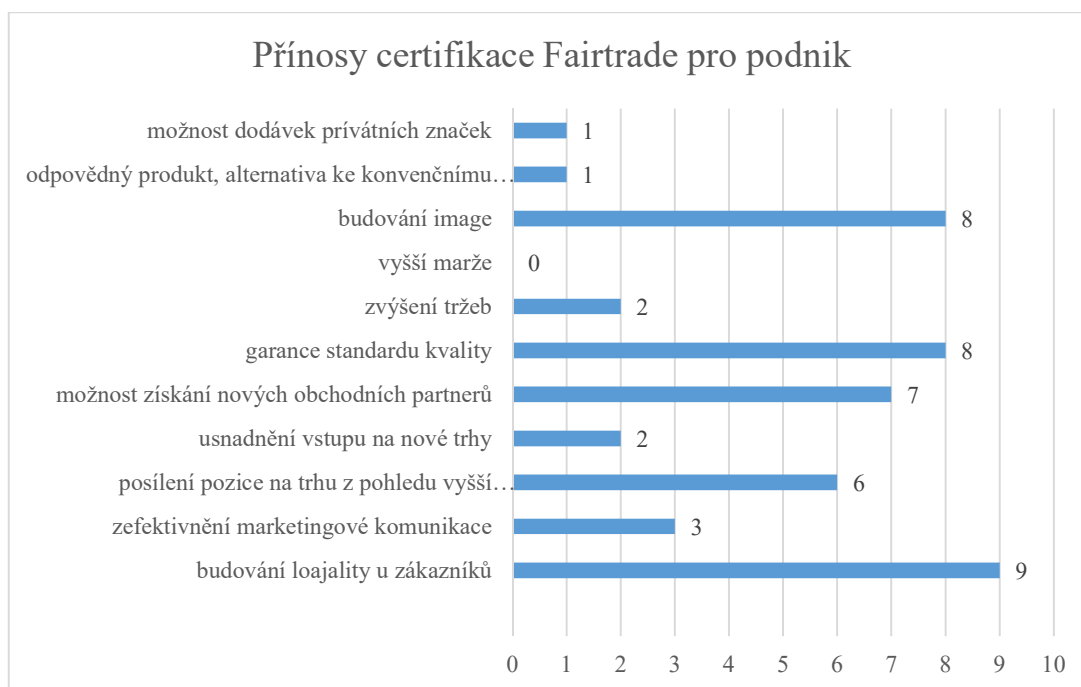 Přínosy certifikace Fairtrade pro podnik
možnost dodávek prívátních značek 1
odpovědný produkt, alternativa ke konvenčnímu… 1
budování image 8
vyšší marže 0
zvýšení tržeb 2
garance standardu kvality 8
možnost získání nových obchodních partnerů 7
usnadnění vstupu na nové trhy 2
posílení pozice na trhu z pohledu vyšší… 6
zefektivnění marketingové komunikace 3
budování loajality u zákazníků 9
0 1 2 3 4 5 6 7 8 9 10